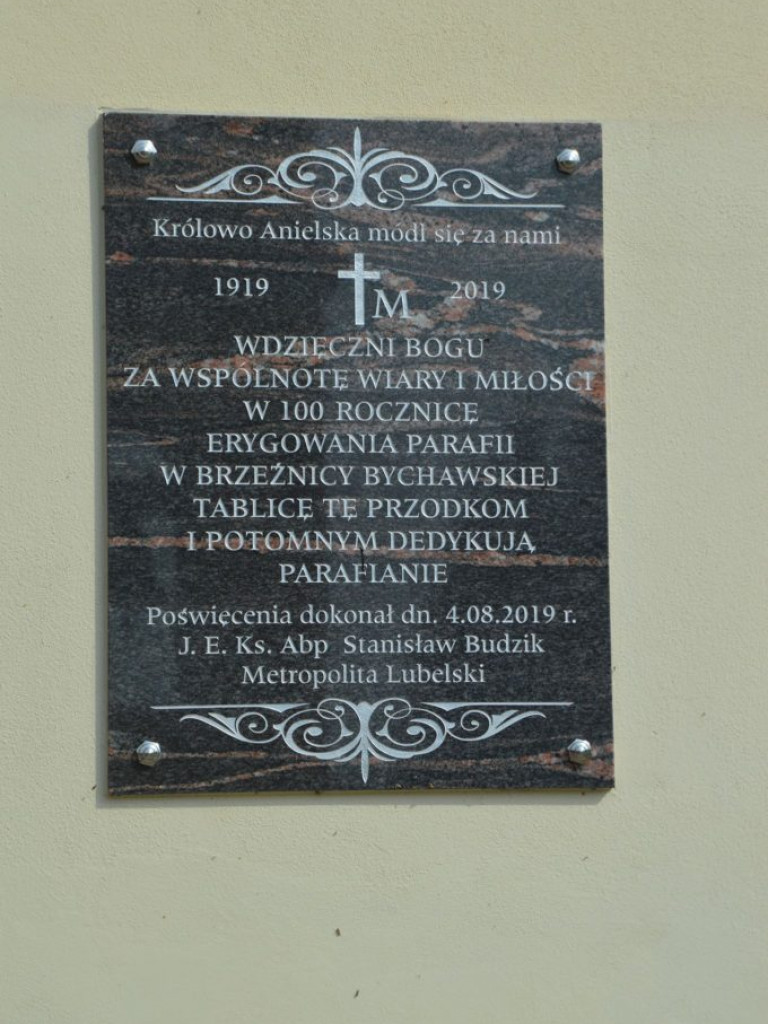 Królowo Anielska módl się za nami
1919 M 2019
WDZIĘCZNI BOGU
ZA WSPÓLNOTĘ WIARY I MIŁOŚCI
W 100 ROCZNICĘ
ERYGOWANIA PARAFII
W BRZEŹNICY BYCHAWSKIEJ
TABLICĘ TĘ PRZODKOM
I POTOMNYM DEDYKUJĄ
PARAFIANIE
Poświęcenia dokonał dn. 4.08.2019 r.
J. E. Ks. Abp Stanisław Budzik
Metropolita Lubelski